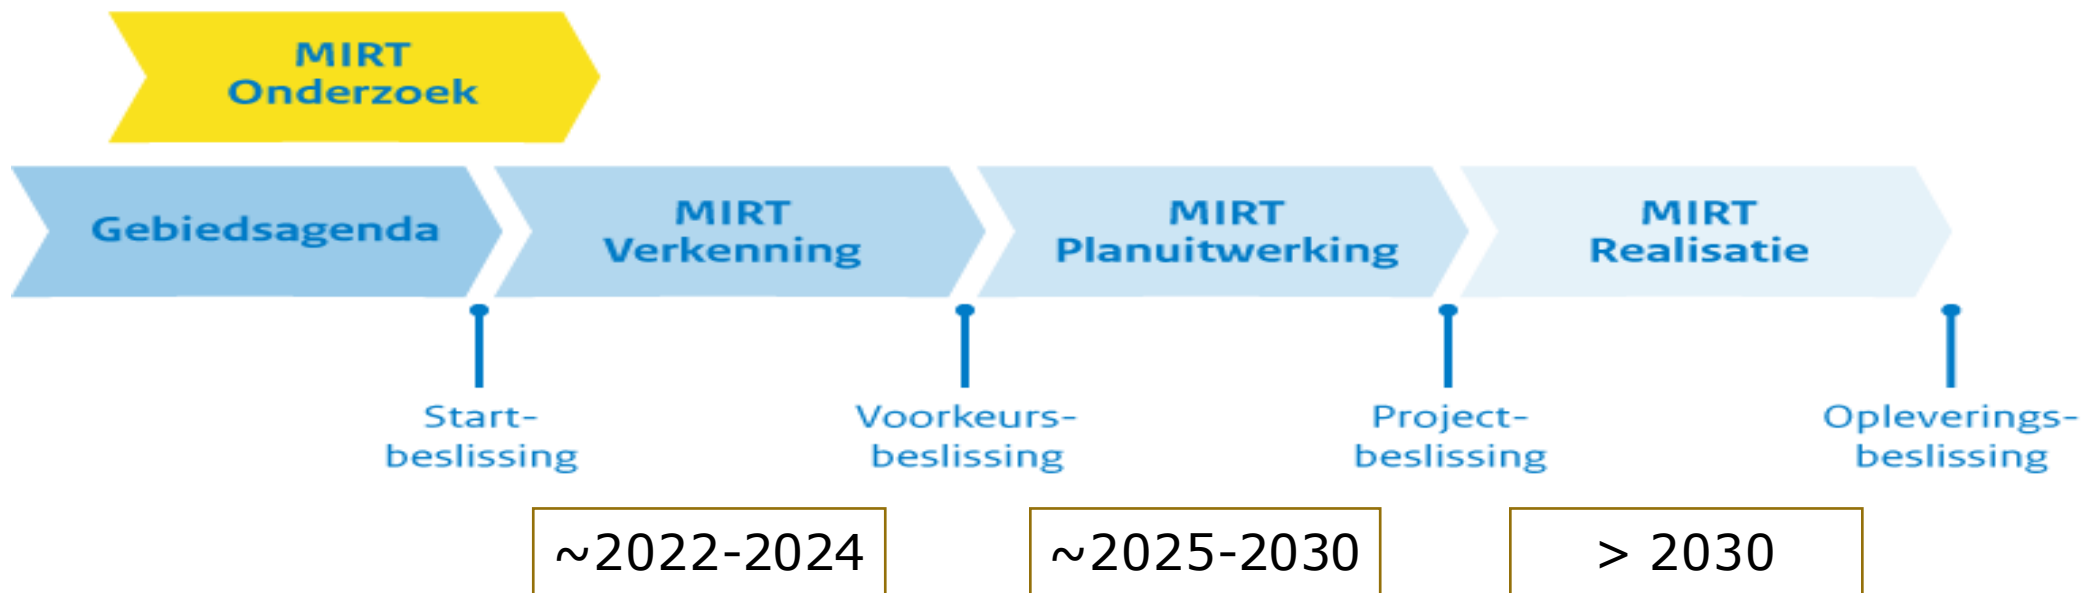 MIRT
Onderzoek
Gebiedsagenda
MIRT
Verkenning
MIRT
Planuitwerking
MIRT
Realisatie
Start-
beslissing
Voorkeurs-
beslissing
Project-
beslissing
Opleverings-
beslissing
~2022-2024
~2025-2030
> 2030